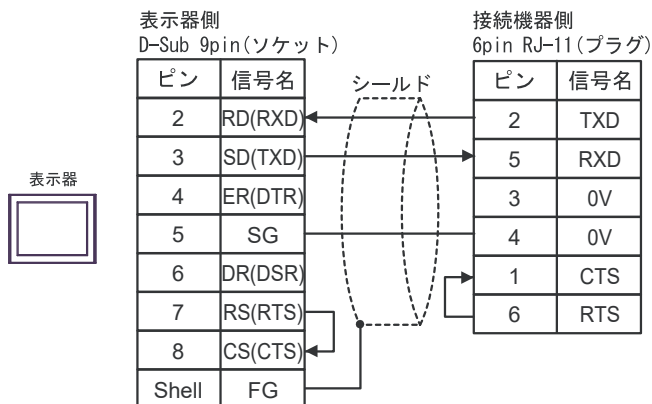 表示器側
D-Sub 9pin(ソケット)
接続機器側
6pin RJ-11(プラグ)
表示器
シールド
ピン 信号名
2 RD(RXD)
3 SD(TXD)
4 ER(DTR)
5 SG
6 DR(DSR)
7 RS(RTS)
8 CS(CTS)
Shell FG
ピン 信号名
2 TXD
5 RXD
3 0V
4 0V
1 CTS
6 RTS